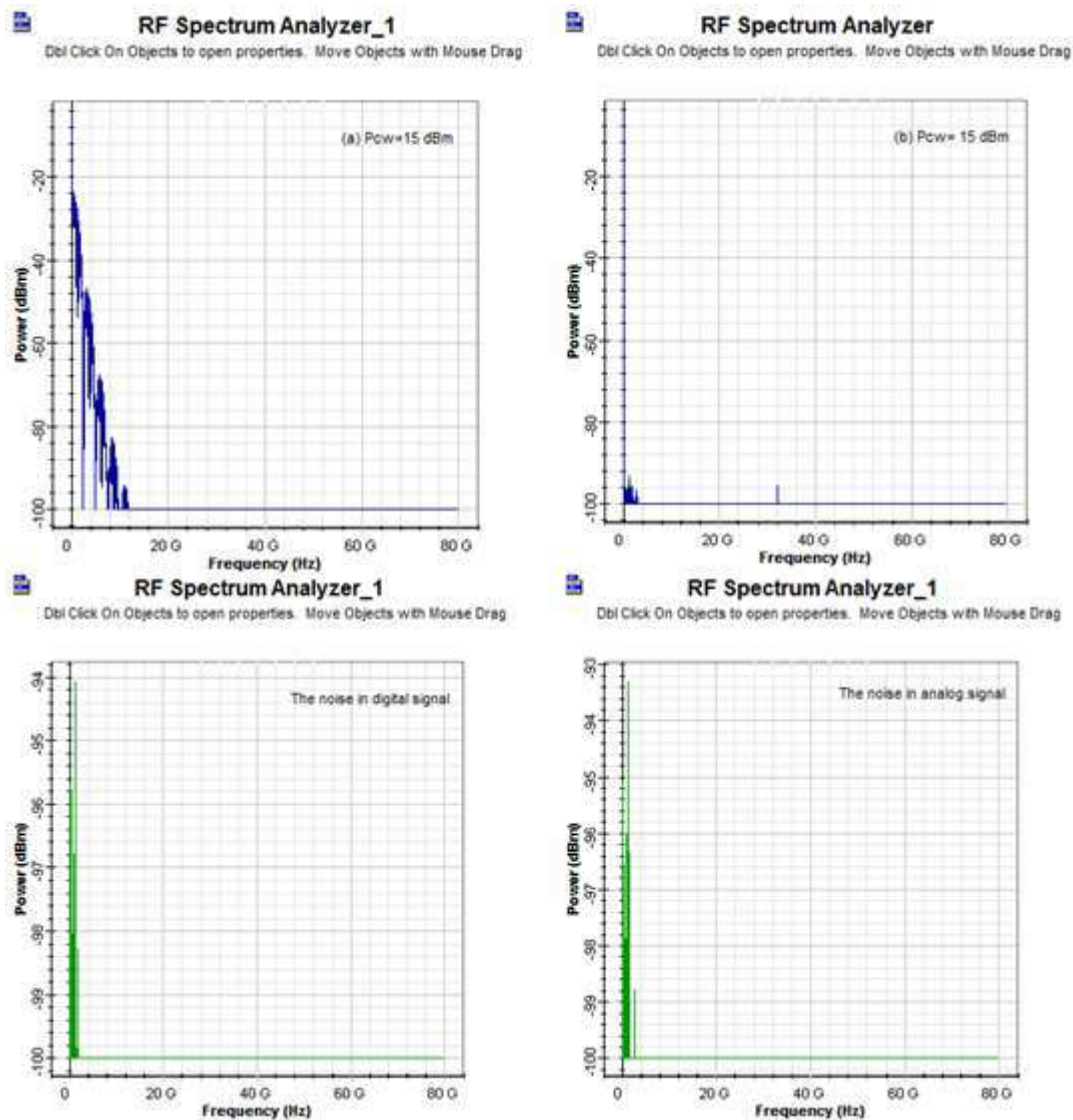 RF Spectrum Analyzer_1
Dbl Click On Objects to open properties. Move Objects with Mouse Drag
(a) Pcw=15 dBm
Power (dBm)
-20
-40
-60
-80
-100
0 20 G 40 G 60 G 80 G
Frequency (Hz)
RF Spectrum Analyzer
Dbl Click On Objects to open properties. Move Objects with Mouse Drag
(b) Pcw= 15 dBm
Power (dBm)
-20
-40
-60
-80
-100
0 20 G 40 G 60 G 80 G
Frequency (Hz)
RF Spectrum Analyzer_1
Dbl Click On Objects to open properties. Move Objects with Mouse Drag
The noise in digital signal
Power (dBm)
-94
-95
-96
-97
-98
-99
-100
0 20 G 40 G 60 G 80 G
Frequency (Hz)
RF Spectrum Analyzer_1
Dbl Click On Objects to open properties. Move Objects with Mouse Drag
The noise in analog signal
Power (dBm)
-93
-94
-95
-96
-97
-98
-99
-100
0 20 G 40 G 60 G 80 G
Frequency (Hz)